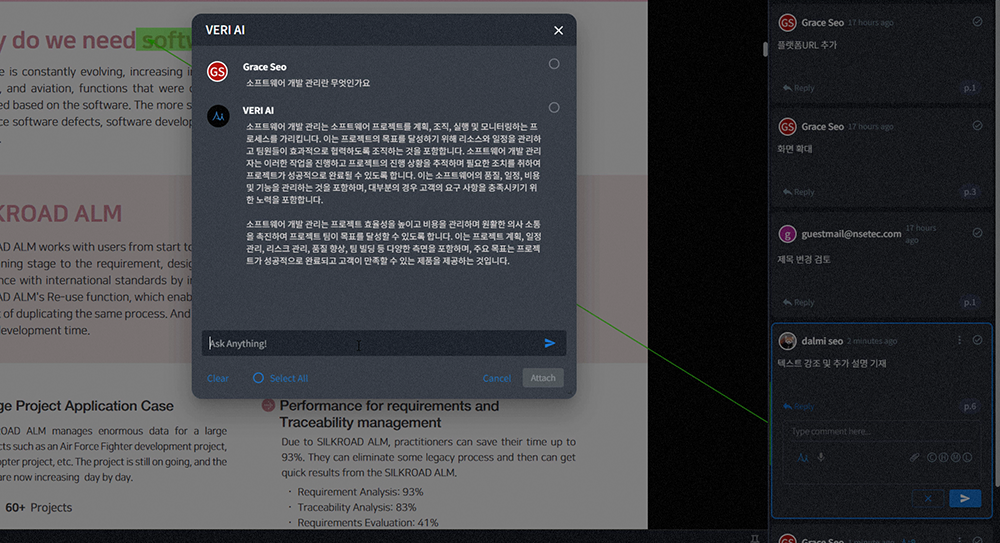 y do we need softw
e is constantly evolving, increasing in
, and aviation, functions that were c
ed based on the software. The more s
ce software defects, software develop
KROAD ALM
AD ALM works with users from start to
ning stage to the requirement, desig
nce with international standards by i
AD ALM's Re-use function, which enab
t of duplicating the same process. And
development time.
ge Project Application Case
OAD ALM manages enormous data for a large
cts such as an Air Force Fighter development project,
opter project, etc. The project is still on going, and the
are now increasing day by day.
60+ Projects
Performance for requirements and
Traceability management
Due to SILKROAD ALM, practitioners can save their time up to
93%. They can eliminate some legacy process and then can get
quick results from the SILKROAD ALM.
· Requirement Analysis: 93%
· Traceability Analysis: 83%
· Requirements Evaluation: 41%
VERI AI
GS
Grace Seo
소프트웨어 개발 관리란 무엇인가요
VERI AI
소프트웨어 개발 관리는 소프트웨어 프로젝트를 계획, 조직, 실행 및 모니터링하는 프
로세스를 가리킵니다. 이는 프로젝트의 목표를 달성하기 위해 리소스와 일정을 관리하
고 팀원들이 효과적으로 협력하도록 조직하는 것을 포함합니다. 소프트웨어 개발 관리
자는 이러한 작업을 진행하고 프로젝트의 진행 상황을 추적하며 필요한 조치를 취하여
프로젝트가 성공적으로 완료될 수 있도록 합니다. 이는 소프트웨어의 품질, 일정, 비용
및 기능을 관리하는 것을 포함하며, 대부분의 경우 고객의 요구 사항을 충족시키기 위
한 노력을 포함합니다.
소프트웨어 개발 관리는 프로젝트 효율성을 높이고 비용을 관리하며 원활한 의사 소통
을 촉진하여 프로젝트 팀이 목표를 달성할 수 있도록 합니다. 이는 프로젝트 계획, 일정
관리, 리스크 관리, 품질 향상, 팀 빌딩 등 다양한 측면을 포함하며, 주요 목표는 프로젝
트가 성공적으로 완료되고 고객이 만족할 수 있는 제품을 제공하는 것입니다.
Ask Anything!
Clear
Select All
Cancel
Attach
GS
Grace Seo 17 hours ago
플랫폼URL 추가
Reply
p.1
GS
Grace Seo 17 hours ago
화면 확대
Reply
p.3
g
guestmail@nsetec.com 17 hours
ago
제목 변경 검토
Reply
p.1
dalmi seo 2 minutes ago
텍스트 강조 및 추가 설명 기재
Reply
p.6
Type comment here...
GS
Grace Seo 1 minute ago